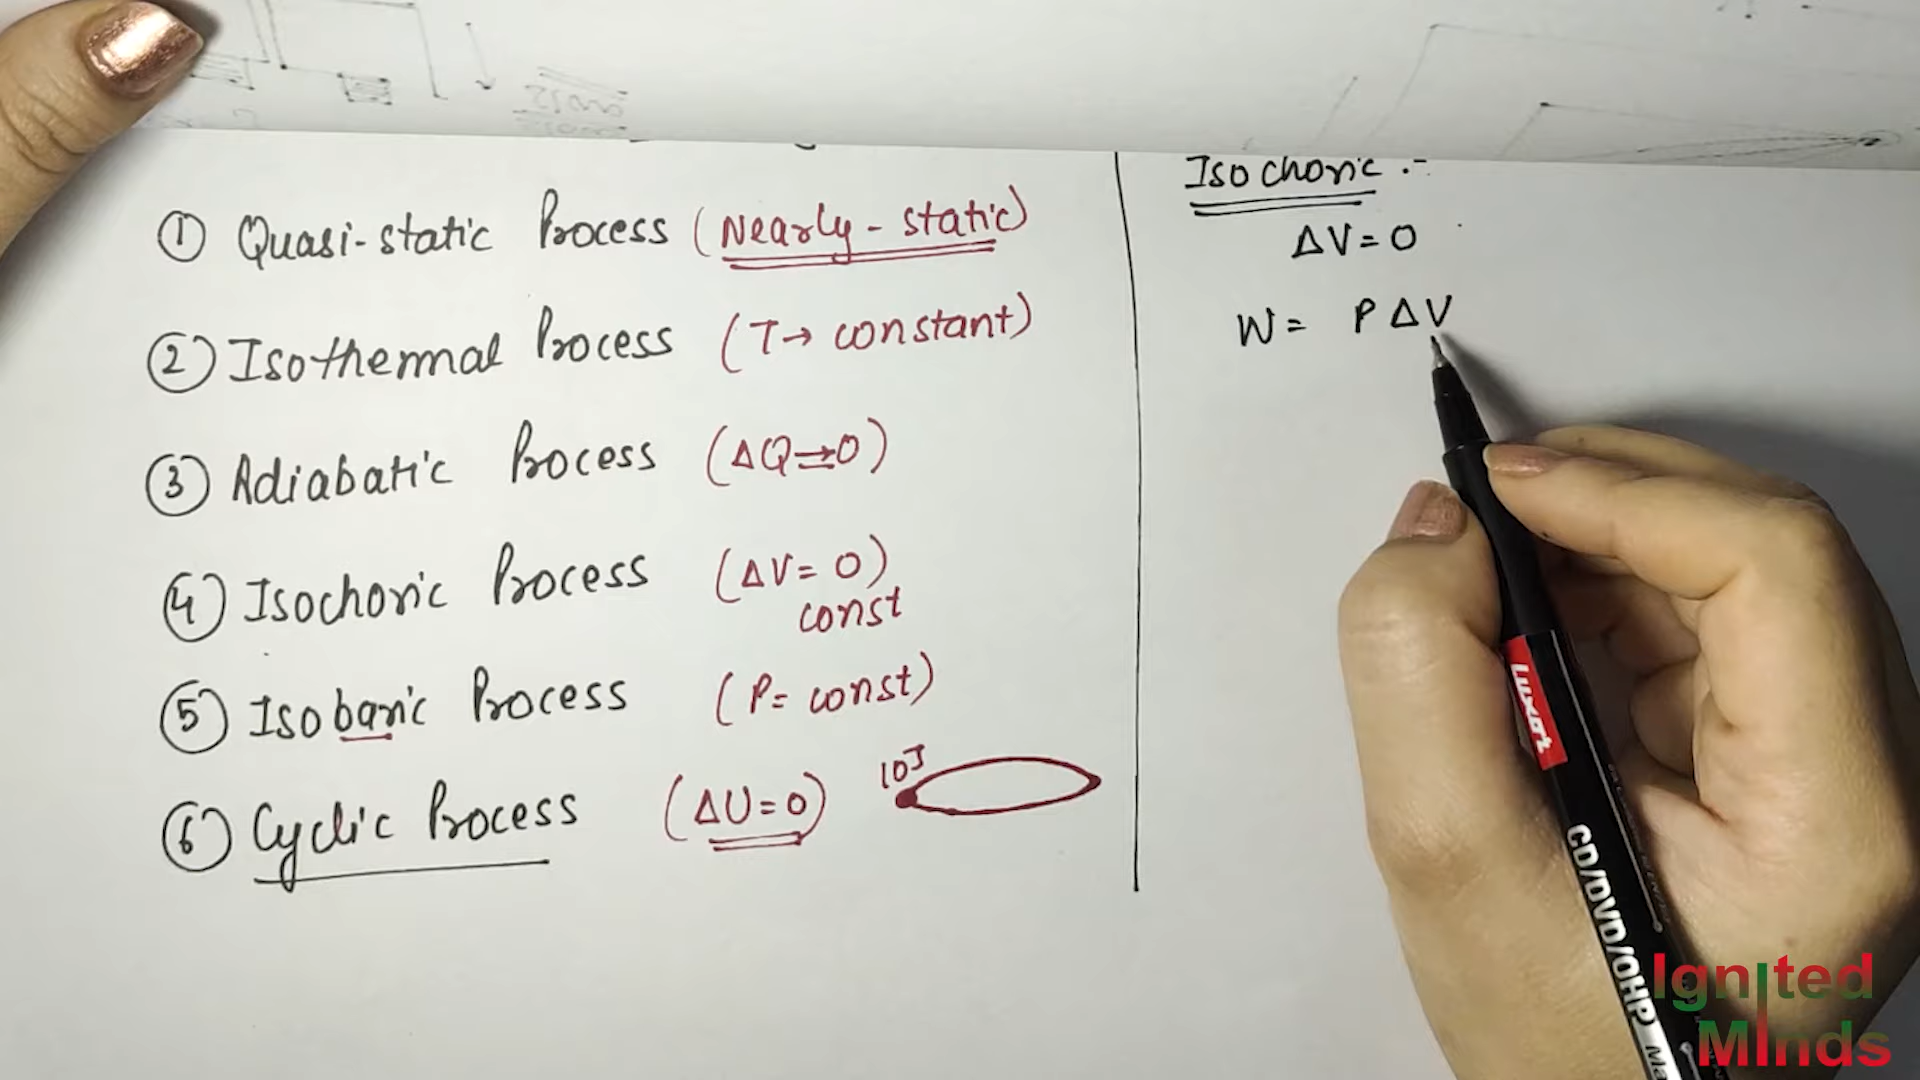 ① Quasi-static Process (Nearly-static)
② Isothermal Process (T→ constant)
③ Adiabatic Process (ΔQ→0)
④ Isochoric Process (ΔV=0)
const
⑤ Isobaric Process (P= const)
⑥ Cyclic Process (ΔU=0)
10J
Isochoric :-
ΔV=0
W= PΔV
Luxor
CD/DVD/OHP Ma
Ignited
Minds